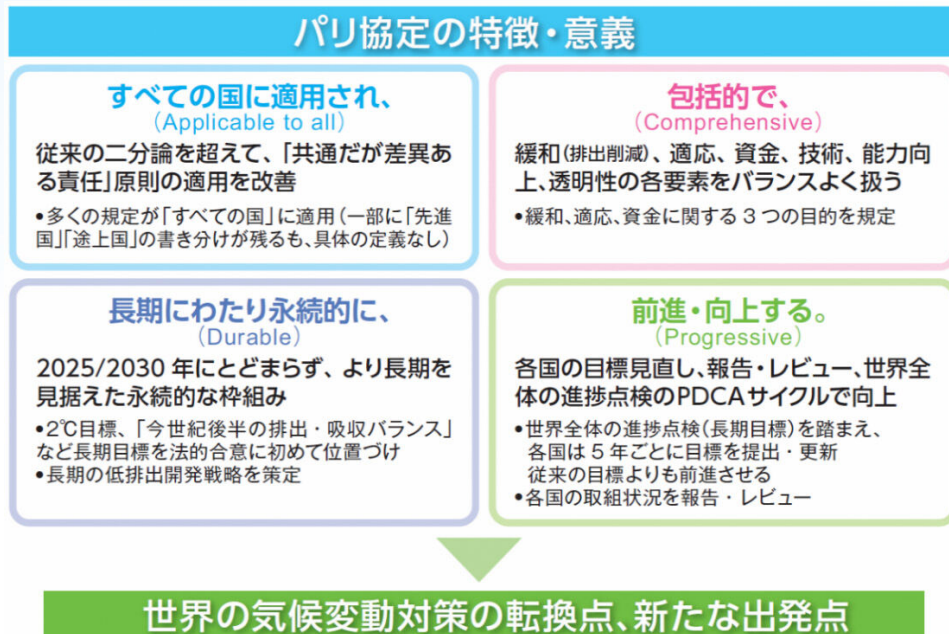 パリ協定の特徴・意義
すべての国に適用され、
(Applicable to all)
従来の二分論を超えて、「共通だが差異あ
る責任」原則の適用を改善
•多くの規定が「すべての国」に適用(一部に「先進
国」「途上国」の書き分けが残るも、具体の定義なし)
包括的で、
(Comprehensive)
緩和(排出削減)、適応、資金、技術、能力向
上、透明性の各要素をバランスよく扱う
•緩和、適応、資金に関する3つの目的を規定
長期にわたり永続的に、
(Durable)
2025/2030年にとどまらず、より長期を
見据えた永続的な枠組み
•2℃目標、「今世紀後半の排出・吸収バランス」
など長期目標を法的合意に初めて位置づけ
•長期の低排出開発戦略を策定
前進・向上する。
(Progressive)
各国の目標見直し、報告・レビュー、世界全
体の進捗点検のPDCAサイクルで向上
•世界全体の進捗点検(長期目標)を踏まえ、
各国は5年ごとに目標を提出・更新
従来の目標よりも前進させる
•各国の取組状況を報告・レビュー
世界の気候変動対策の転換点、新たな出発点